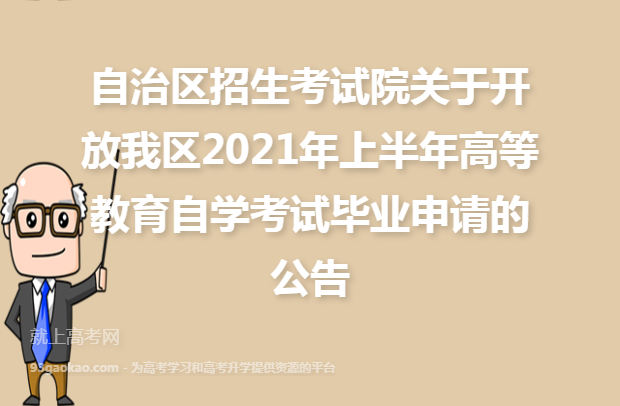 自治区招生考试院关于开
放我区2021年上半年高等
教育自学考试毕业申请的
公告
就上高考网
95gaokao.com - 为高考学习和高考升学提供资源的平台